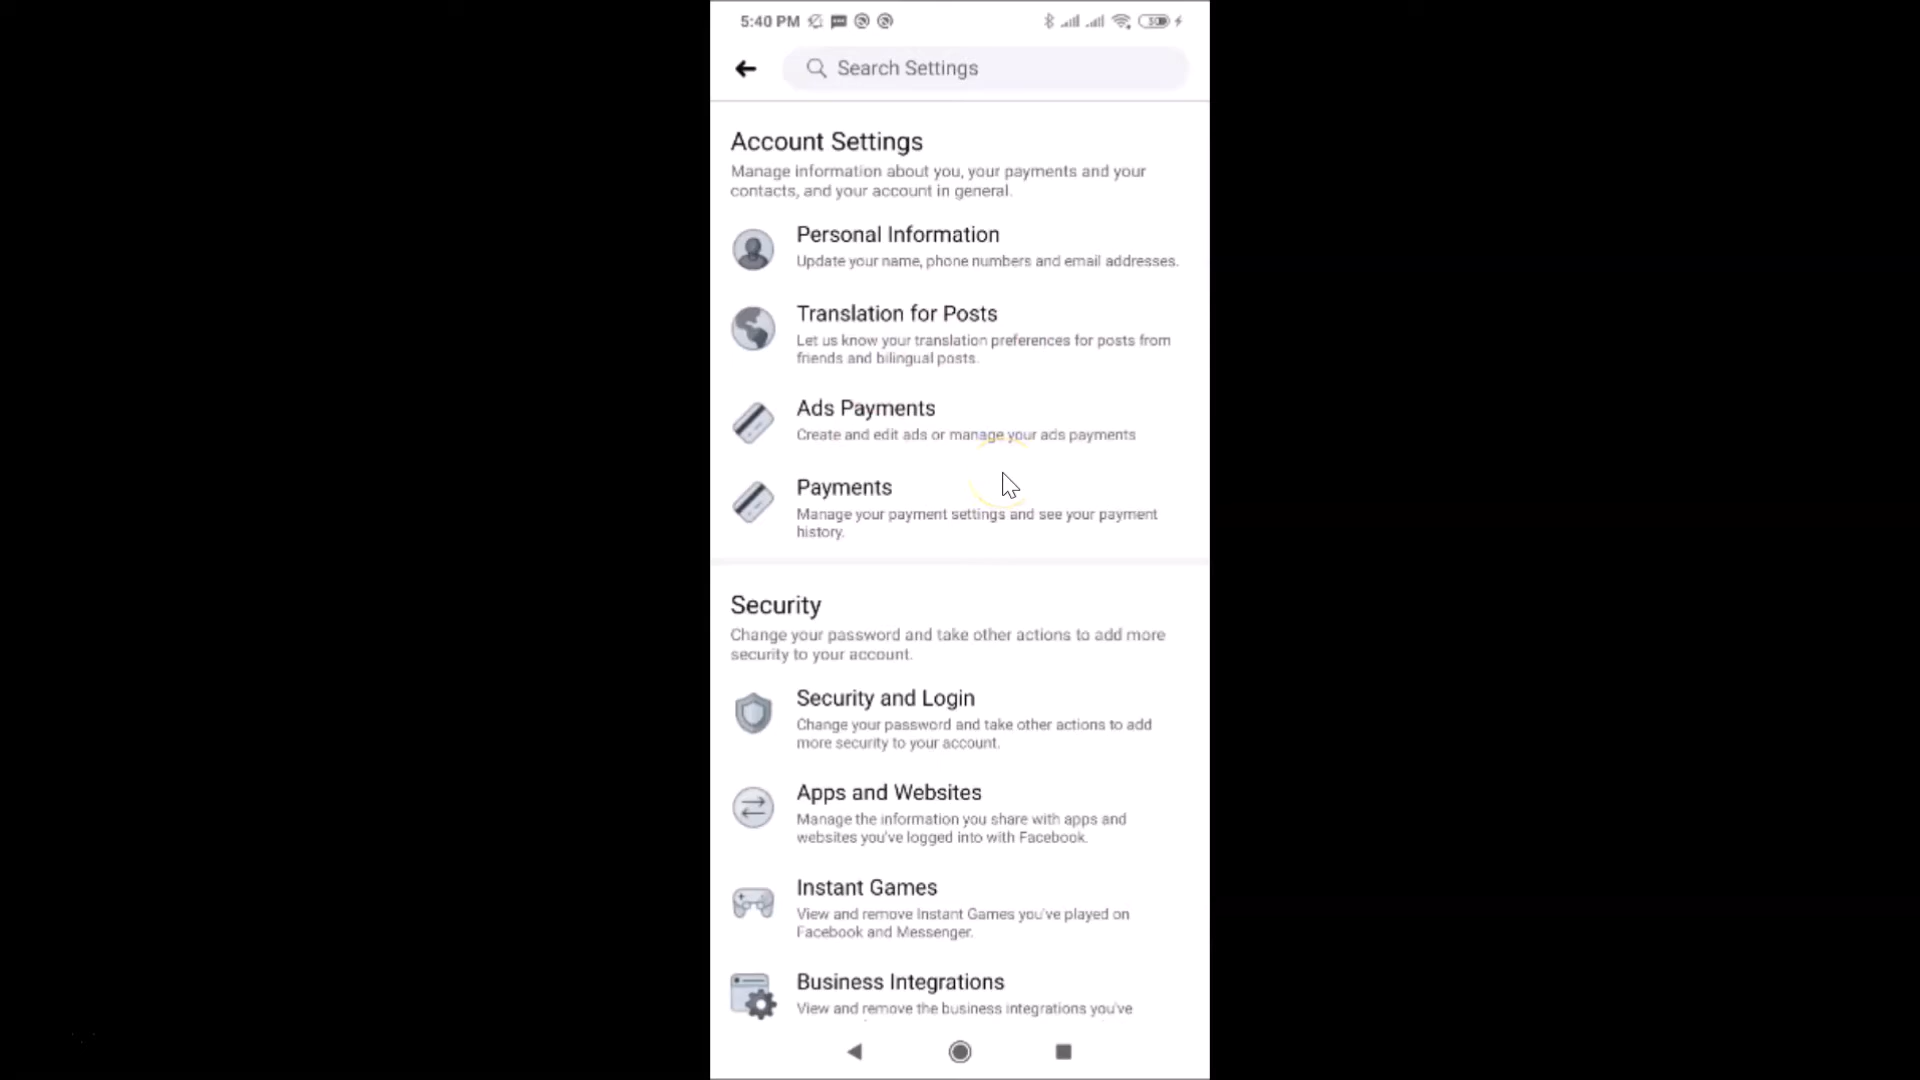 5:40 PM
Search Settings
Account Settings
Manage information about you, your payments and your
contacts, and your account in general.
Personal Information
Update your name, phone numbers and email addresses.
Translation for Posts
Let us know your translation preferences for posts from
friends and bilingual posts.
Ads Payments
Create and edit ads or manage your ads payments
Payments
Manage your payment settings and see your payment
history.
Security
Change your password and take other actions to add more
security to your account.
Security and Login
Change your password and take other actions to add
more security to your account.
Apps and Websites
Manage the information you share with apps and
websites you've logged into with Facebook.
Instant Games
View and remove Instant Games you've played on
Facebook and Messenger.
Business Integrations
View and remove the business integrations you've